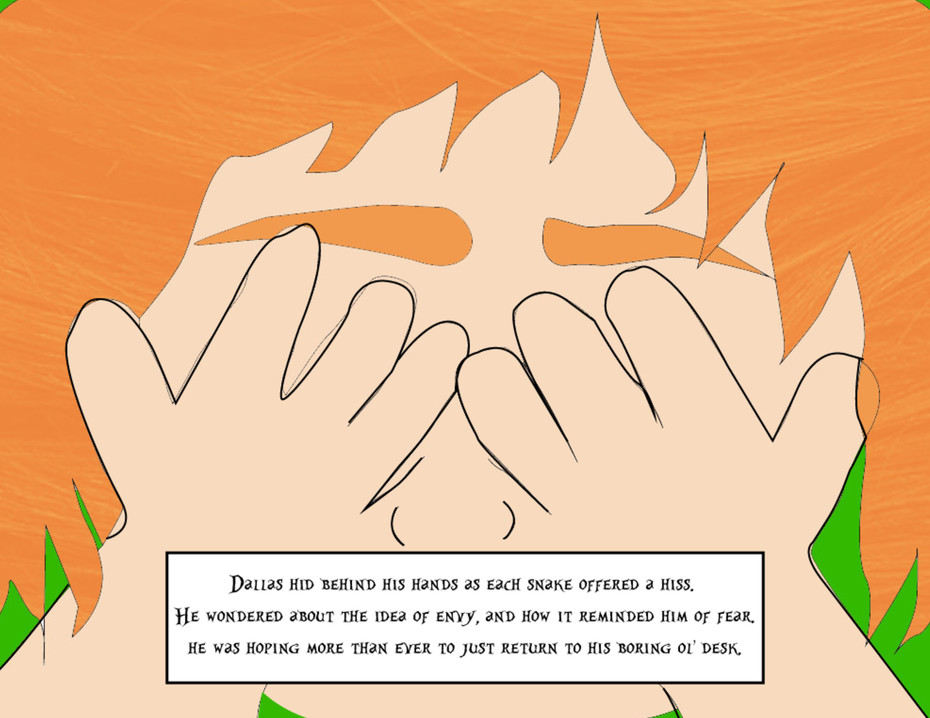 Dallas hid behind his hands as each snake offered a hiss.
He wondered about the idea of envy, and how it reminded him of fear.
He was hoping more than ever to just return to his boring ol' desk.